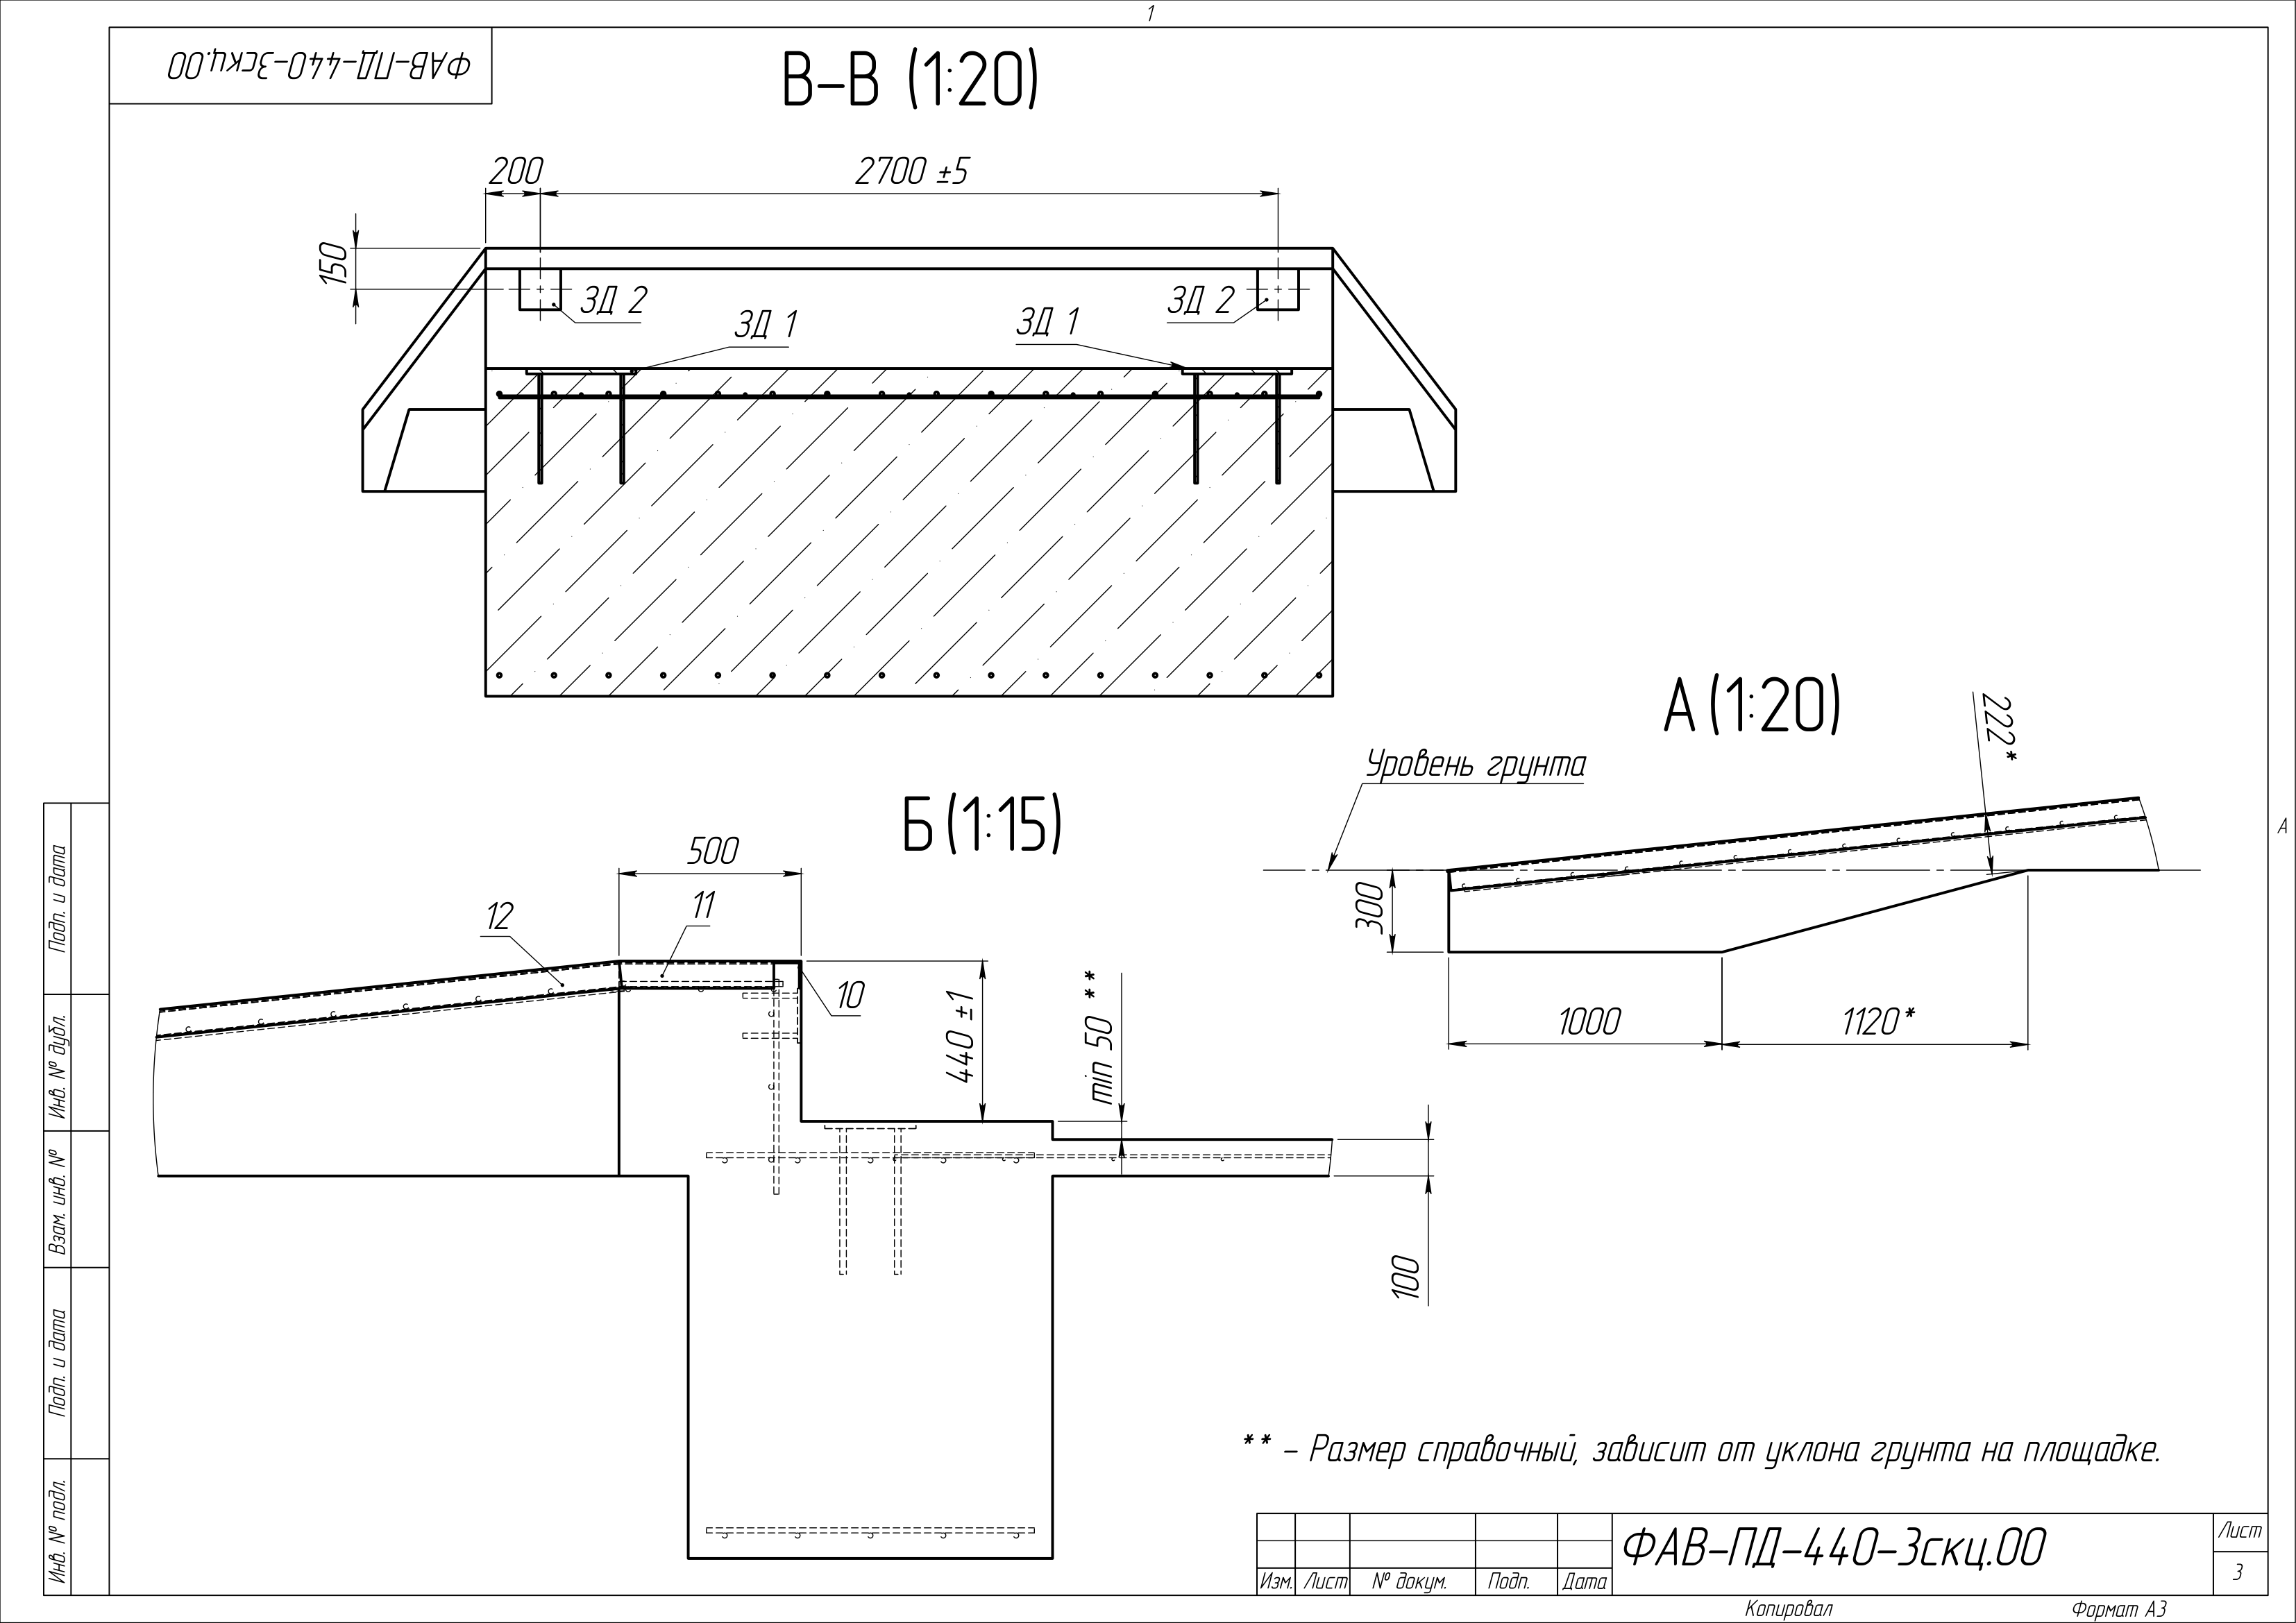 1
ФАВ-ПД-440-3скц.00
В-В (1:20)
200
2700 ±5
150
ЗД 2
ЗД 1
ЗД 1
ЗД 2
А (1:20)
222*
Уровень грунта
300
1000
1120*
А
Б (1:15)
500
12
11
10
440 ±1
min 50 **
100
** - Размер справочный, зависит от уклона грунта на площадке.
Подп. и дата
Инв. № дубл.
Взам. инв. №
Подп. и дата
Инв. № подл.
Изм. Лист № докум. Подп. Дата
ФАВ-ПД-440-3скц.00
Лист
3
Копировал
Формат А3